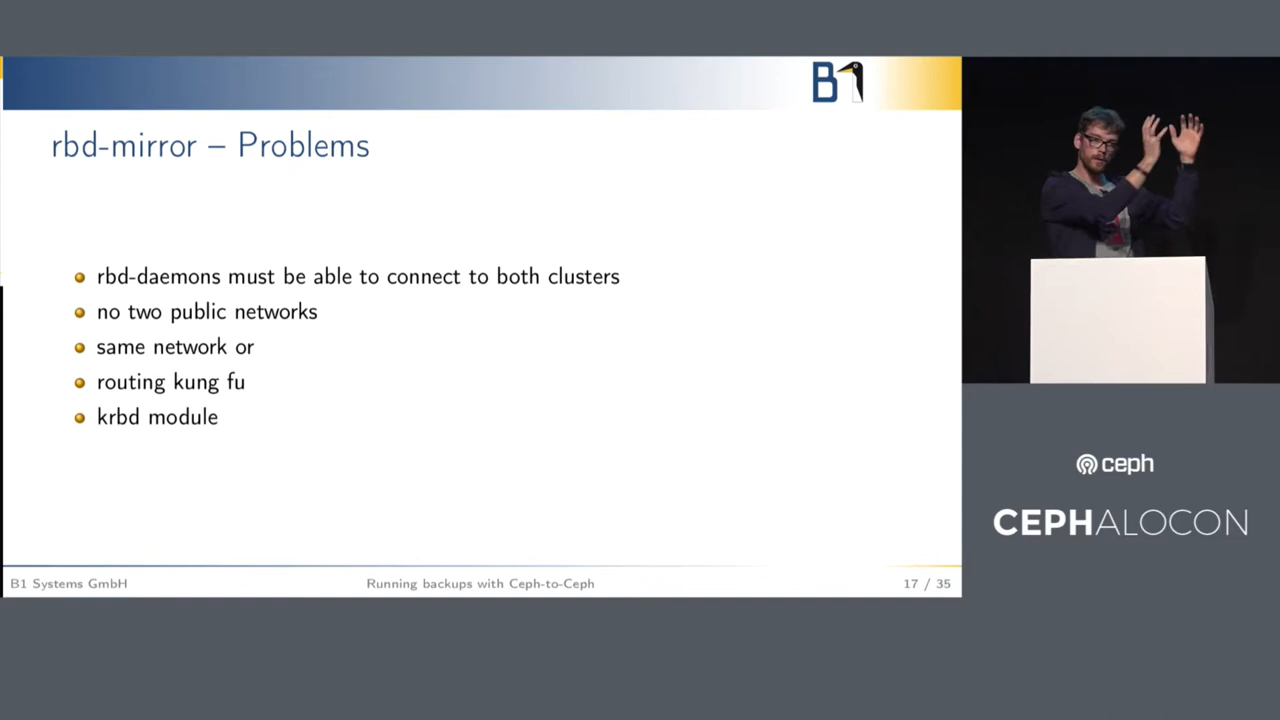 B1
rbd-mirror – Problems
rbd-daemons must be able to connect to both clusters
no two public networks
same network or
routing kung fu
krbd module
B1 Systems GmbH
Running backups with Ceph-to-Ceph
17 / 35
ceph
CEPHALOCON